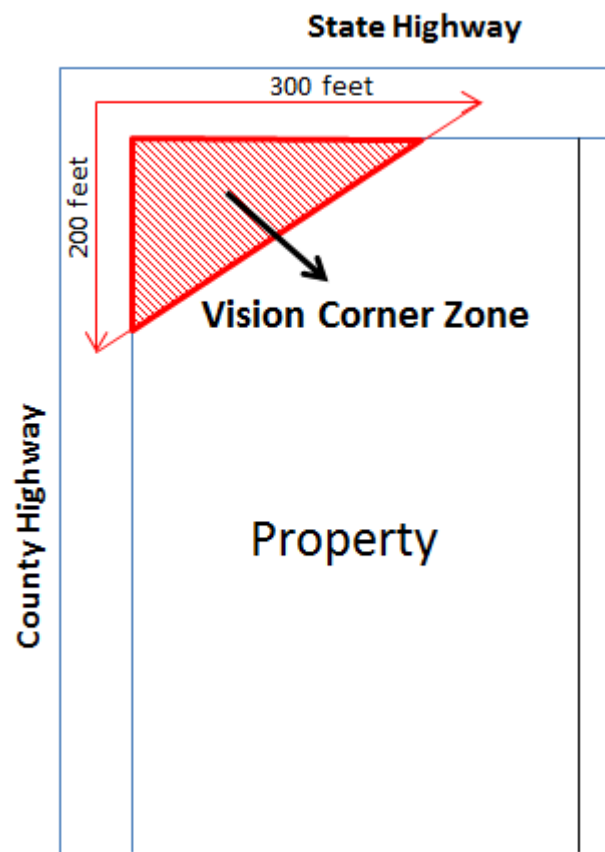 State Highway
300 feet
200 feet
Vision Corner Zone
County Highway
Property